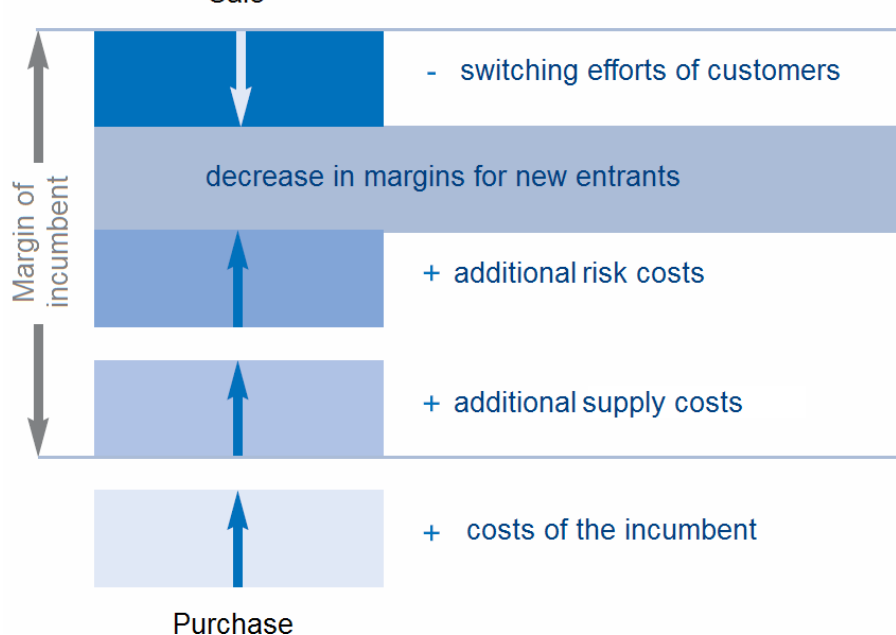 - switching efforts of customers
decrease in margins for new entrants
Margin of
incumbent
+ additional risk costs
+ additional supply costs
+ costs of the incumbent
Purchase